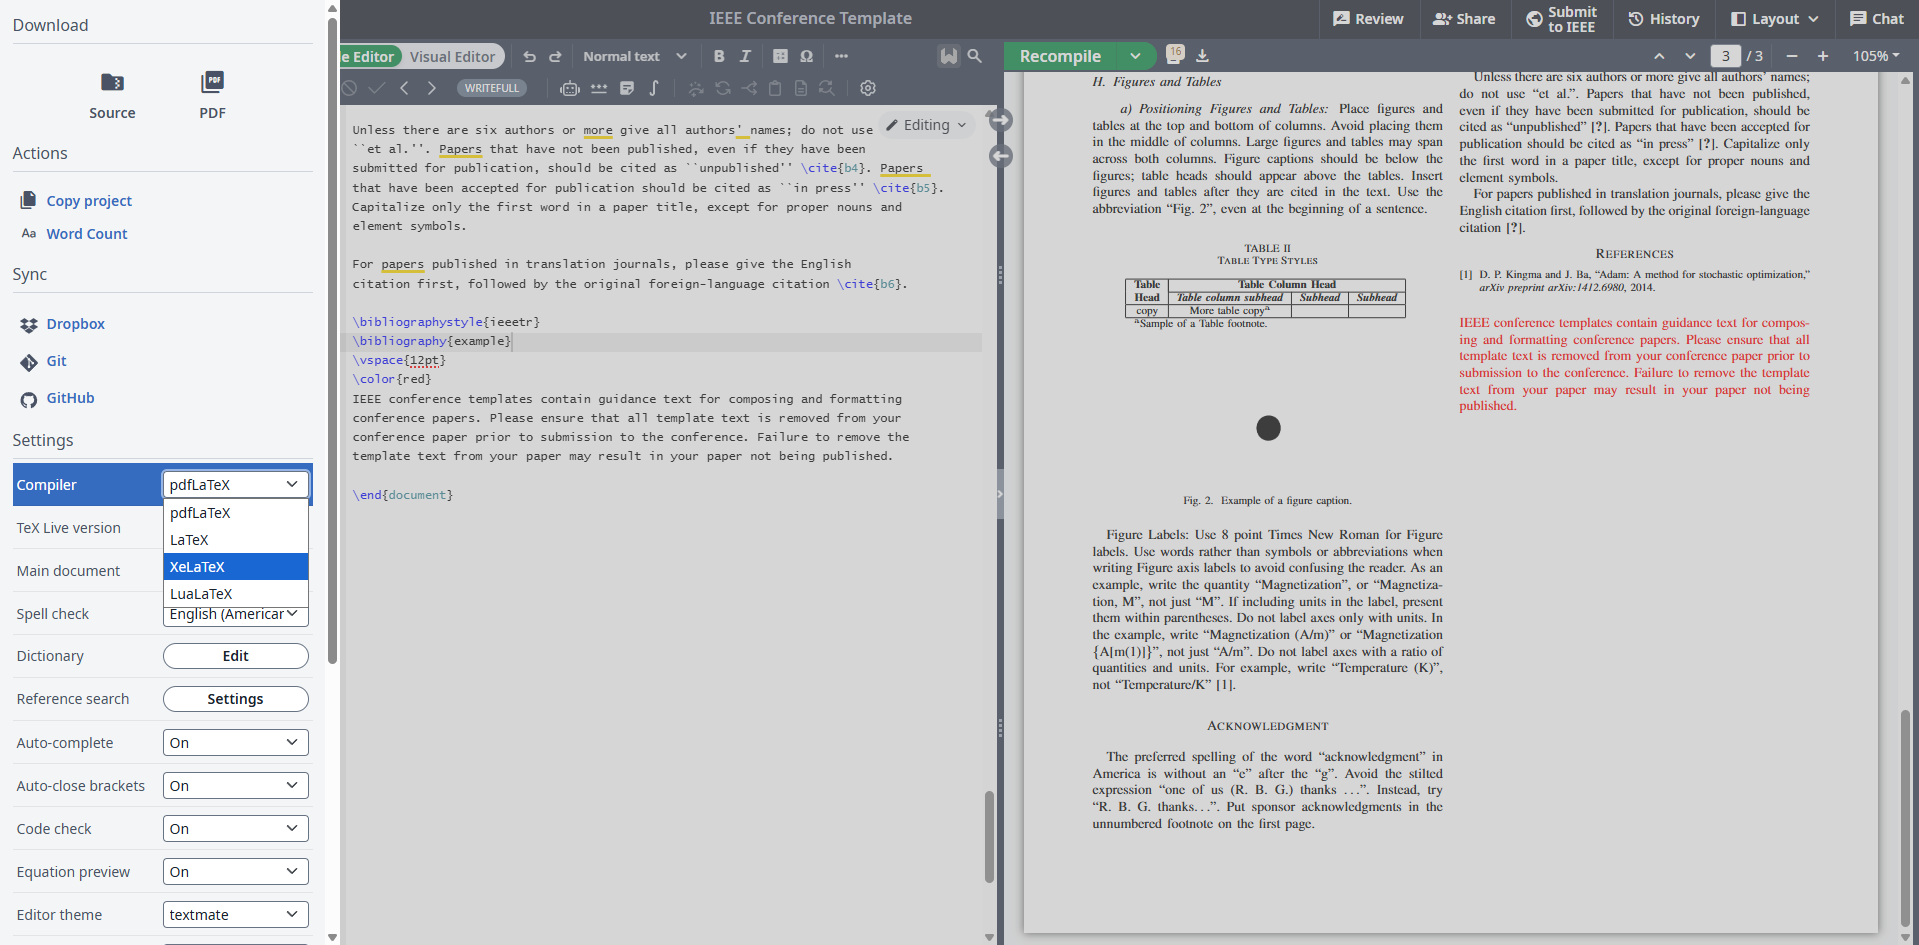 Download
Source
PDF
Actions
Copy project
Aa Word Count
Sync
Dropbox
Git
GitHub
Settings
Compiler
pdfLaTeX
pdfLaTeX
LaTeX
XeLaTeX
LuaLaTeX
TeX Live version
Main document
Spell check
English (American
Dictionary
Edit
Reference search
Settings
Auto-complete
On
Auto-close brackets
On
Code check
On
Equation preview
On
Editor theme
textmate
IEEE Conference Template
Review
Share
Submit
to IEEE
History
Layout
Chat
Editor
Visual Editor
Normal text
B I
Ω
WRITEFULL
Editing
Unless there are six authors or more give all authors' names; do not use
``et al.''. Papers that have not been published, even if they have been
submitted for publication, should be cited as ``unpublished'' \cite{b4}. Papers
that have been accepted for publication should be cited as ``in press'' \cite{b5}.
Capitalize only the first word in a paper title, except for proper nouns and
element symbols.
For papers published in translation journals, please give the English
citation first, followed by the original foreign-language citation \cite{b6}.
\bibliographystyle{ieeetr}
\bibliography{example}
\vspace{12pt}
\color{red}
IEEE conference templates contain guidance text for composing and formatting
conference papers. Please ensure that all template text is removed from your
conference paper prior to submission to the conference. Failure to remove the
template text from your paper may result in your paper not being published.
\end{document}
Recompile
16
3 / 3
105%
H. Figures and Tables
a) Positioning Figures and Tables: Place figures and
tables at the top and bottom of columns. Avoid placing them
in the middle of columns. Large figures and tables may span
across both columns. Figure captions should be below the
figures; table heads should appear above the tables. Insert
figures and tables after they are cited in the text. Use the
abbreviation “Fig. 2”, even at the beginning of a sentence.
TABLE II
TABLE TYPE STYLES
Table Table Column Head
Head Table column subhead Subhead Subhead
copy More table copyª
ªSample of a Table footnote.
Fig. 2. Example of a figure caption.
Figure Labels: Use 8 point Times New Roman for Figure
labels. Use words rather than symbols or abbreviations when
writing Figure axis labels to avoid confusing the reader. As an
example, write the quantity “Magnetization”, or “Magnetiza-
tion, M”, not just “M”. If including units in the label, present
them within parentheses. Do not label axes only with units. In
the example, write “Magnetization (A/m)” or “Magnetization
{A[m(1)]}”, not just “A/m”. Do not label axes with a ratio of
quantities and units. For example, write “Temperature (K)”,
not “Temperature/K” [1].
ACKNOWLEDGMENT
The preferred spelling of the word “acknowledgment” in
America is without an “e” after the “g”. Avoid the stilted
expression “one of us (R. B. G.) thanks ...”. Instead, try
“R. B. G. thanks...”. Put sponsor acknowledgments in the
unnumbered footnote on the first page.
Unless there are six authors or more give all authors’ names;
do not use “et al.”. Papers that have not been published,
even if they have been submitted for publication, should be
cited as “unpublished” [?]. Papers that have been accepted for
publication should be cited as “in press” [?]. Capitalize only
the first word in a paper title, except for proper nouns and
element symbols.
For papers published in translation journals, please give the
English citation first, followed by the original foreign-language
citation [?].
REFERENCES
[1] D. P. Kingma and J. Ba, “Adam: A method for stochastic optimization,”
arXiv preprint arXiv:1412.6980, 2014.
IEEE conference templates contain guidance text for compos-
ing and formatting conference papers. Please ensure that all
template text is removed from your conference paper prior to
submission to the conference. Failure to remove the template
text from your paper may result in your paper not being
published.